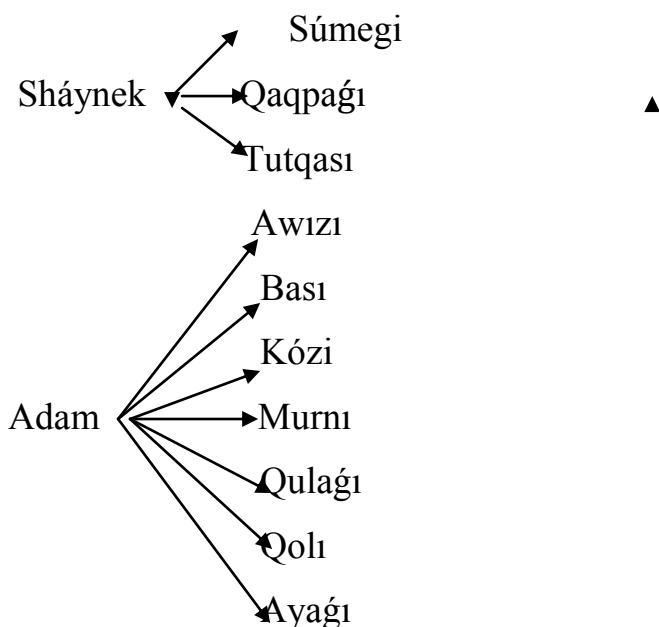 Súmegi
Sháynek Qaqpaǵı
Tutqası
Awızı
Bası
Kózi
Adam Murnı
Qulaǵı
Qolı
Ayaǵı